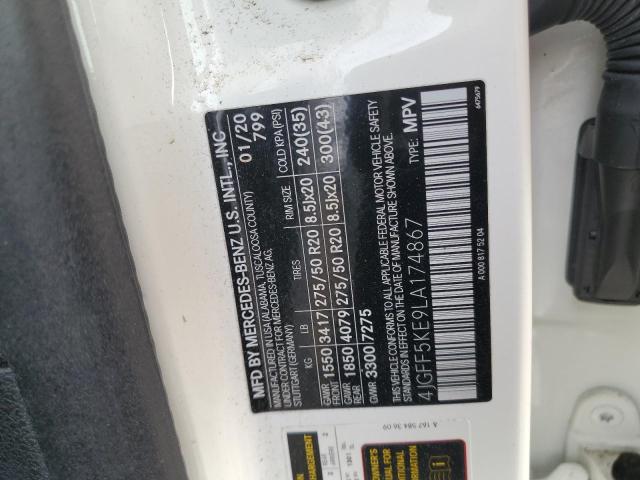 MFD BY MERCEDES-BENZ U.S. INTL., INC
MANUFACTURED IN USA (ALABAMA, TUSCALOOSA COUNTY)
STUTTGART (GERMANY) FOR MERCEDES-BENZ AG.
01/20
799
KG LB TIRES RIM SIZE COLD KPA(PSI)
GAWR FRONT 1550 3417 275/50 R20 8.5Jx20 240(35)
GAWR REAR 1850 4079 275/50 R20 8.5Jx20 300(43)
GVWR 3300 7275
THIS VEHICLE CONFORMS TO ALL APPLICABLE FEDERAL MOTOR VEHICLE SAFETY
STANDARDS IN EFFECT ON THE DATE OF MANUFACTURE SHOWN ABOVE.
TYPE: MPV
4JGFF5KE9LA174867
A 000 817 52 04
6475679
A 167 584 36 09